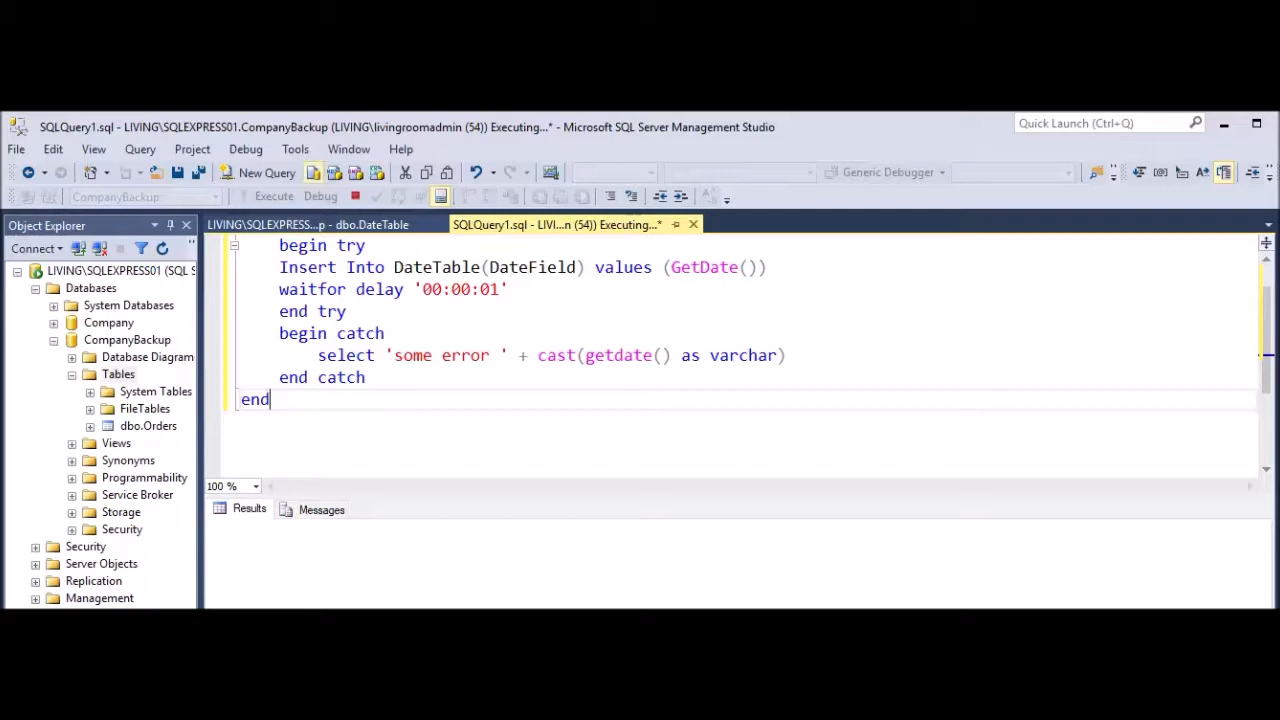 SQLQuery1.sql - LIVING\SQLEXPRESS01.CompanyBackup (LIVING\livingroomadmin (54)) Executing...* - Microsoft SQL Server Management Studio
Quick Launch (Ctrl+Q)
File Edit View Query Project Debug Tools Window Help
New Query
Generic Debugger
CompanyBackup
Execute Debug
Object Explorer
LIVING\SQLEXPRESS...p - dbo.DateTable
SQLQuery1.sql - LIVI...n (54)) Executing...*
Connect
LIVING\SQLEXPRESS01 (SQL S
Databases
System Databases
Company
CompanyBackup
Database Diagram
Tables
System Tables
FileTables
dbo.Orders
Views
Synonyms
Programmability
Service Broker
Storage
Security
Security
Server Objects
Replication
Management
begin try
Insert Into DateTable(DateField) values (GetDate())
waitfor delay '00:00:01'
end try
begin catch
select 'some error ' + cast(getdate() as varchar)
end catch
end
100 %
Results Messages